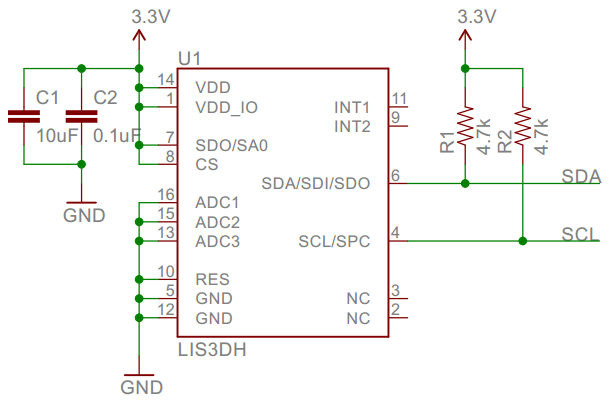 3.3V
3.3V
U1
14 VDD
1 VDD_IO
7 SDO/SA0
8 CS
16 ADC1
15 ADC2
13 ADC3
10 RES
5 GND
12 GND
INT1 11
INT2 9
SDA/SDI/SDO 6
SCL/SPC 4
NC 3
NC 2
LIS3DH
C1
10uF
C2
0.1uF
GND
GND
R1
4.7k
R2
4.7k
SDA
SCL